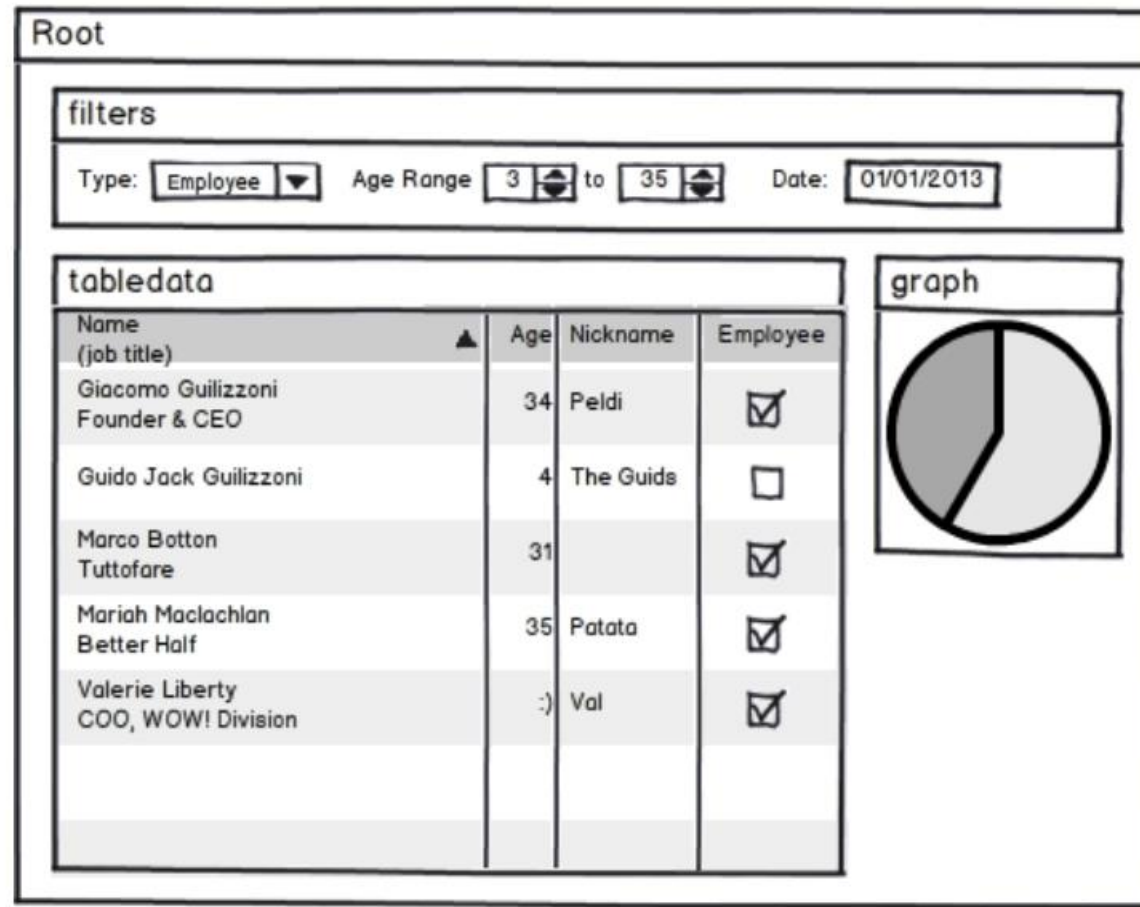 Root
filters
Type: Employee Age Range 3 to 35 Date: 01/01/2013
tabledata
graph
Name
(job title)
Age Nickname Employee
Giacomo Guilizzoni
Founder & CEO
34 Peldi
Guido Jack Guilizzoni 4 The Guids
Marco Botton
Tuttofare
31
Mariah Maclachlan
Better Half
35 Patata
Valerie Liberty
COO, WOW! Division
:) Val